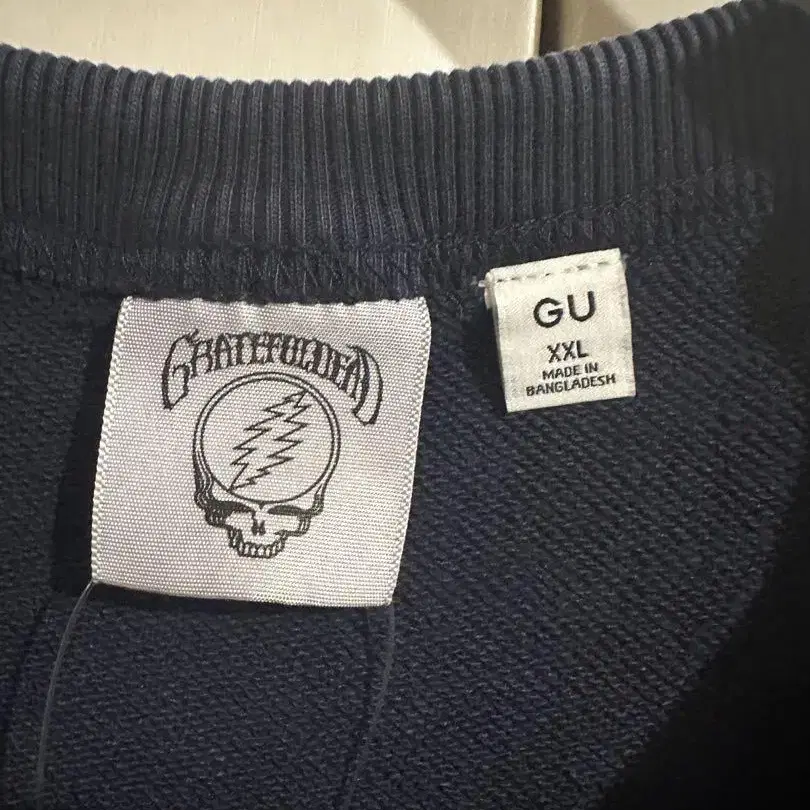 GRATEFUL DEAD
GU
XXL
MADE IN
BANGLADESH